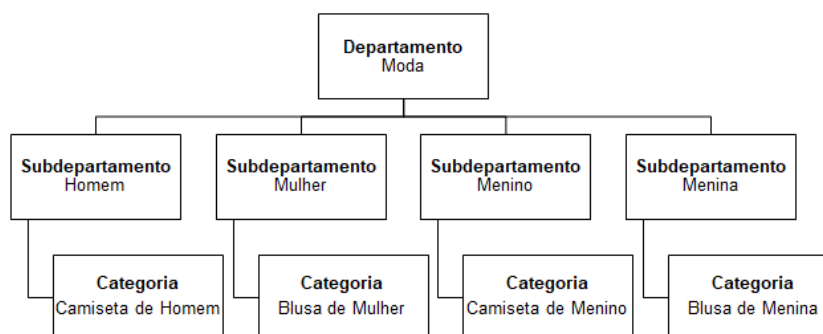 Departamento
Moda
Subdepartamento
Homem
Subdepartamento
Mulher
Subdepartamento
Menino
Subdepartamento
Menina
Categoria
Camiseta de Homem
Categoria
Blusa de Mulher
Categoria
Camiseta de Menino
Categoria
Blusa de Menina